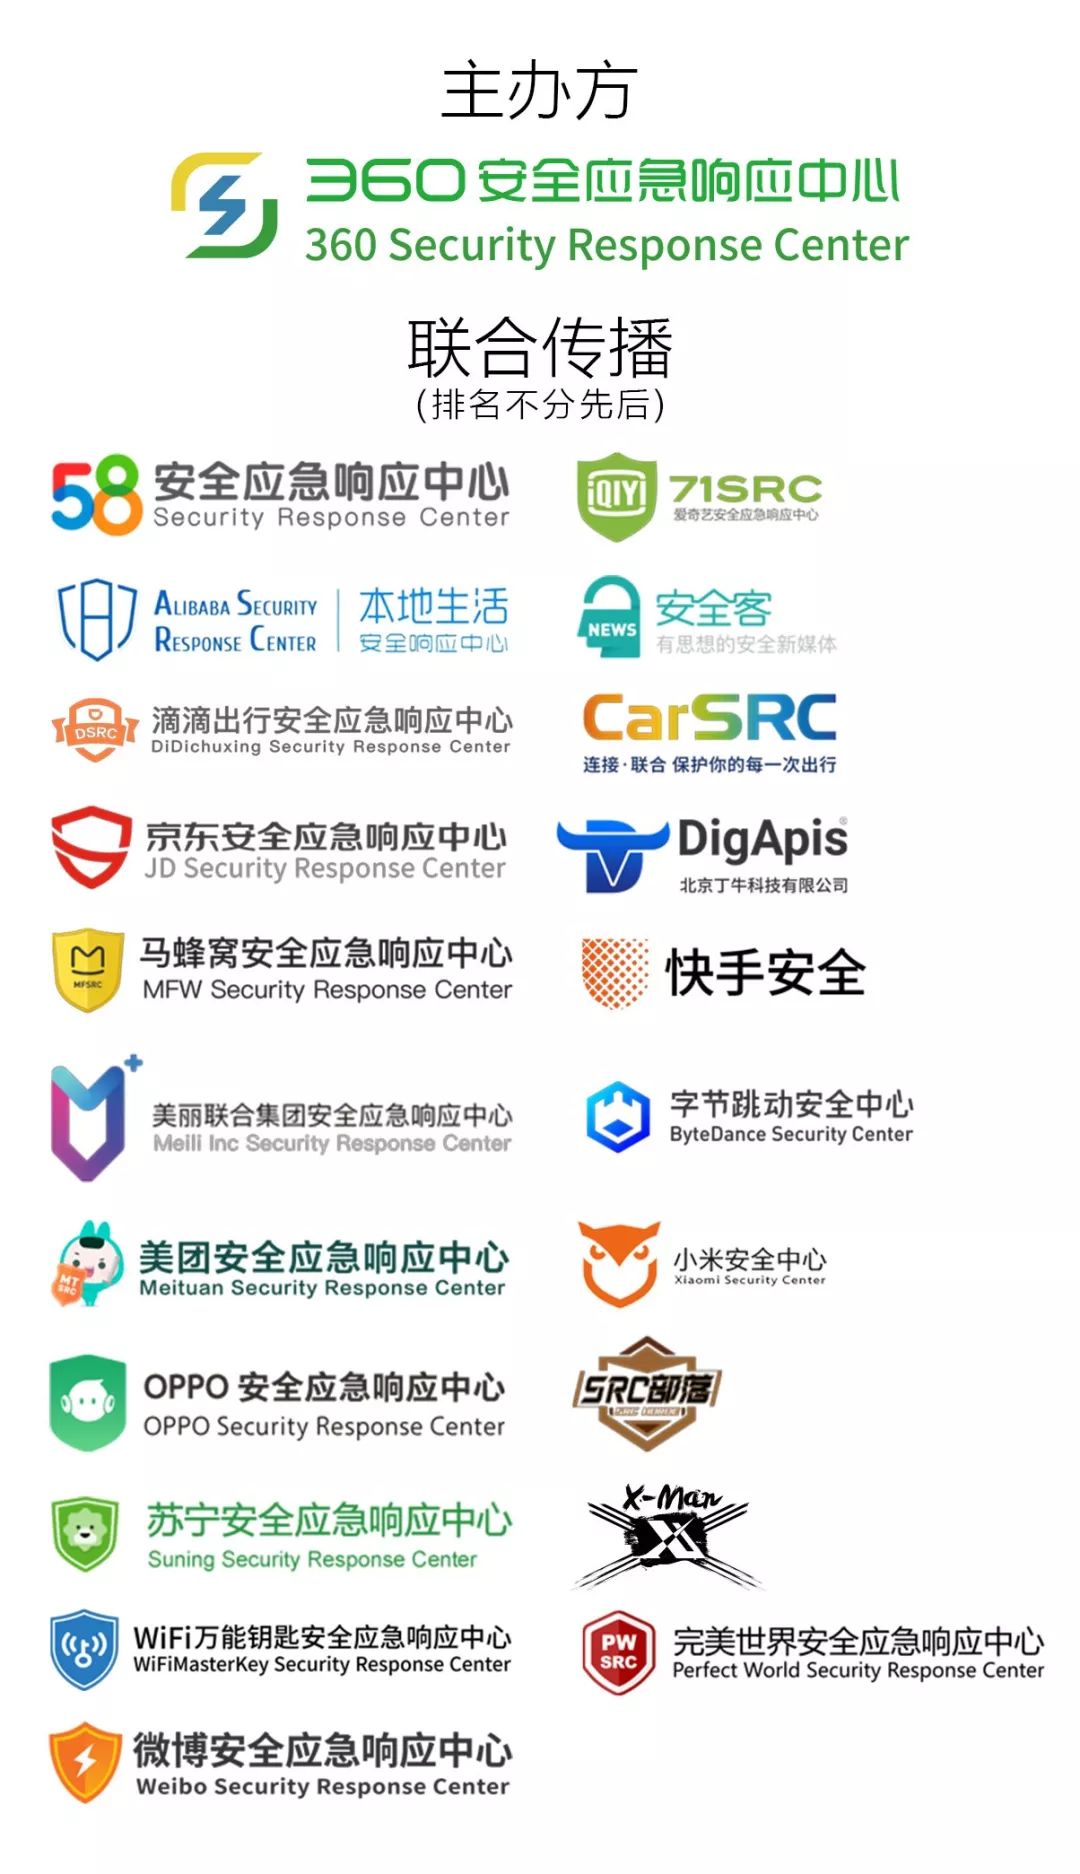 主办方
360安全应急响应中心
360 Security Response Center
联合传播
(排名不分先后)
58 安全应急响应中心
Security Response Center
iQIYI 71SRC
爱奇艺安全应急响应中心
ALIBABA SECURITY
RESPONSE CENTER
本地生活
安全响应中心
NEWS
安全客
有思想的安全新媒体
DSRC
滴滴出行安全应急响应中心
DiDichuxing Security Response Center
CarSRC
连接·联合 保护你的每一次出行
京东安全应急响应中心
JD Security Response Center
DigApis®
北京丁牛科技有限公司
MFSRC
马蜂窝安全应急响应中心
MFW Security Response Center
快手安全
美丽联合集团安全应急响应中心
Meili Inc Security Response Center
字节跳动安全中心
ByteDance Security Center
MT
SRC
美团安全应急响应中心
Meituan Security Response Center
小米安全中心
Xiaomi Security Center
OPPO 安全应急响应中心
OPPO Security Response Center
SRC部落
SRC HORDE
苏宁安全应急响应中心
Suning Security Response Center
X-Man
WiFi万能钥匙安全应急响应中心
WiFiMasterKey Security Response Center
PW
SRC
完美世界安全应急响应中心
Perfect World Security Response Center
微博安全应急响应中心
Weibo Security Response Center